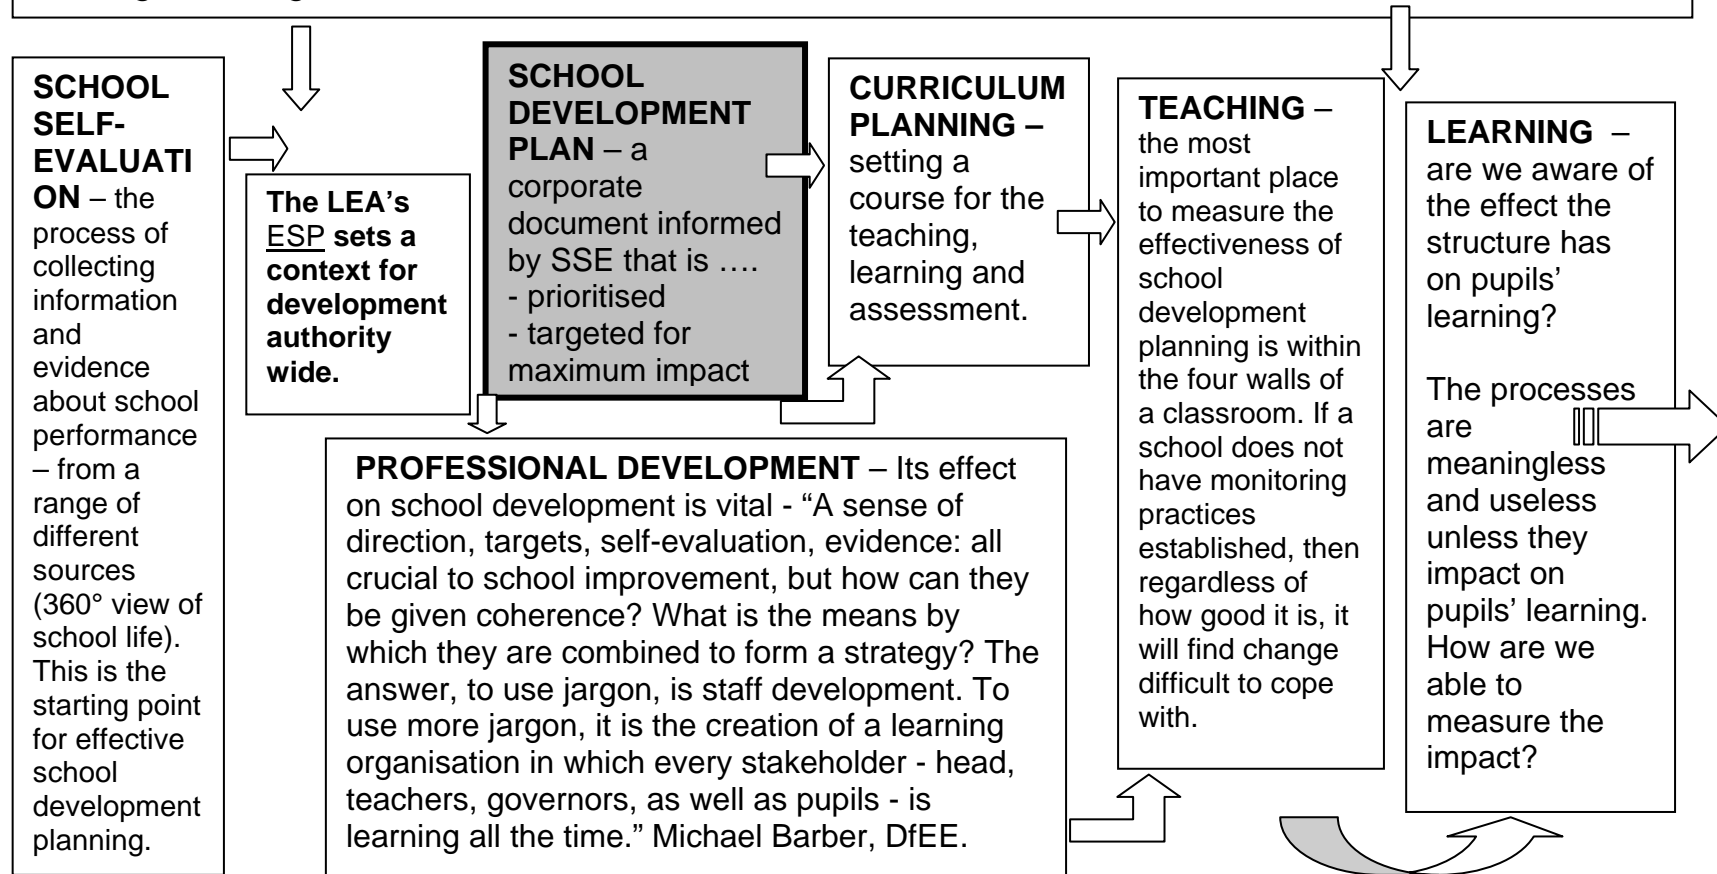 SCHOOL
SELF-
EVALUATI
ON – the
process of
collecting
information
and
evidence
about school
performance
– from a
range of
different
sources
(360° view of
school life).
This is the
starting point
for effective
school
development
planning.
The LEA’s
ESP sets a
context for
development
authority
wide.
SCHOOL
DEVELOPMENT
PLAN – a
corporate
document informed
by SSE that is ….
- prioritised
- targeted for
maximum impact
CURRICULUM
PLANNING –
setting a
course for the
teaching,
learning and
assessment.
PROFESSIONAL DEVELOPMENT – Its effect
on school development is vital - “A sense of
direction, targets, self-evaluation, evidence: all
crucial to school improvement, but how can they
be given coherence? What is the means by
which they are combined to form a strategy? The
answer, to use jargon, is staff development. To
use more jargon, it is the creation of a learning
organisation in which every stakeholder - head,
teachers, governors, as well as pupils - is
learning all the time.” Michael Barber, DfEE.
TEACHING –
the most
important place
to measure the
effectiveness of
school
development
planning is within
the four walls of
a classroom. If a
school does not
have monitoring
practices
established, then
regardless of
how good it is, it
will find change
difficult to cope
with.
LEARNING –
are we aware of
the effect the
structure has
on pupils’
learning?
The processes
are
meaningless
and useless
unless they
impact on
pupils’ learning.
How are we
able to
measure the
impact?